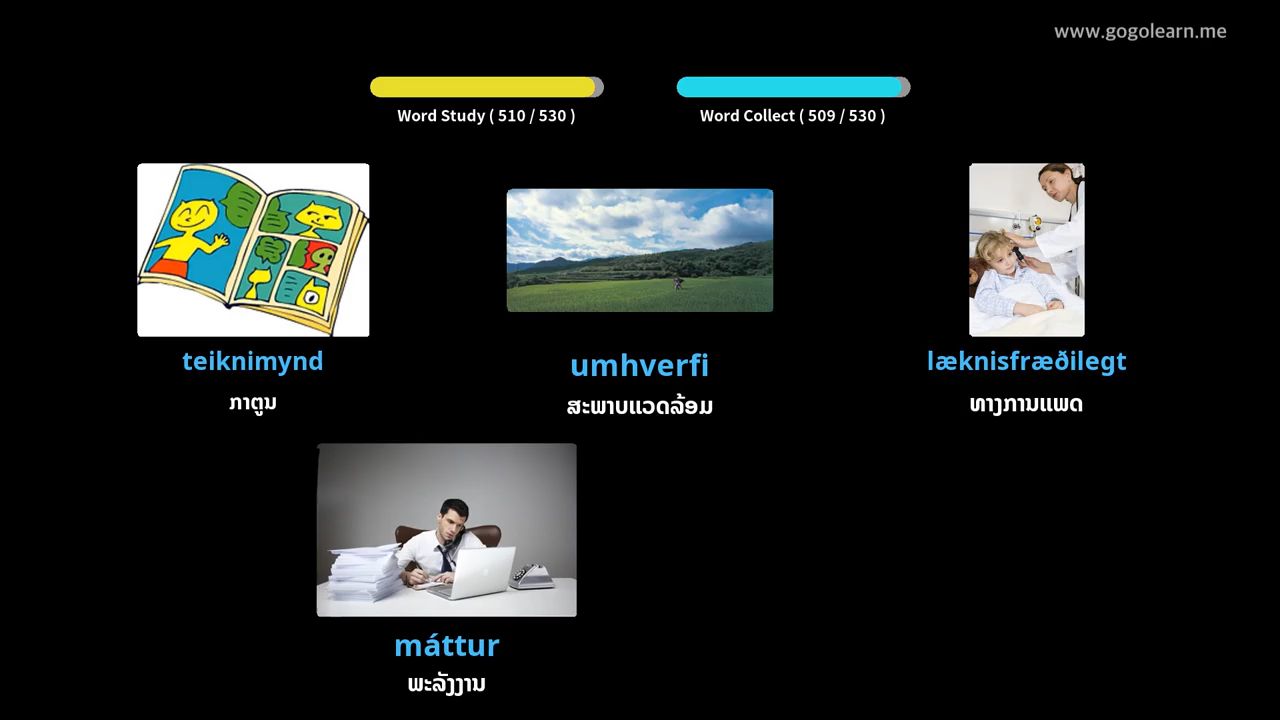 www.gogolearn.me
Word Study ( 510 / 530 )
Word Collect ( 509 / 530 )
teiknimynd
ກາຕູນ
umhverfi
ສະພາບແວດລ້ອມ
læknisfræðilegt
ທາງການແພດ
máttur
ພະລັງງານ